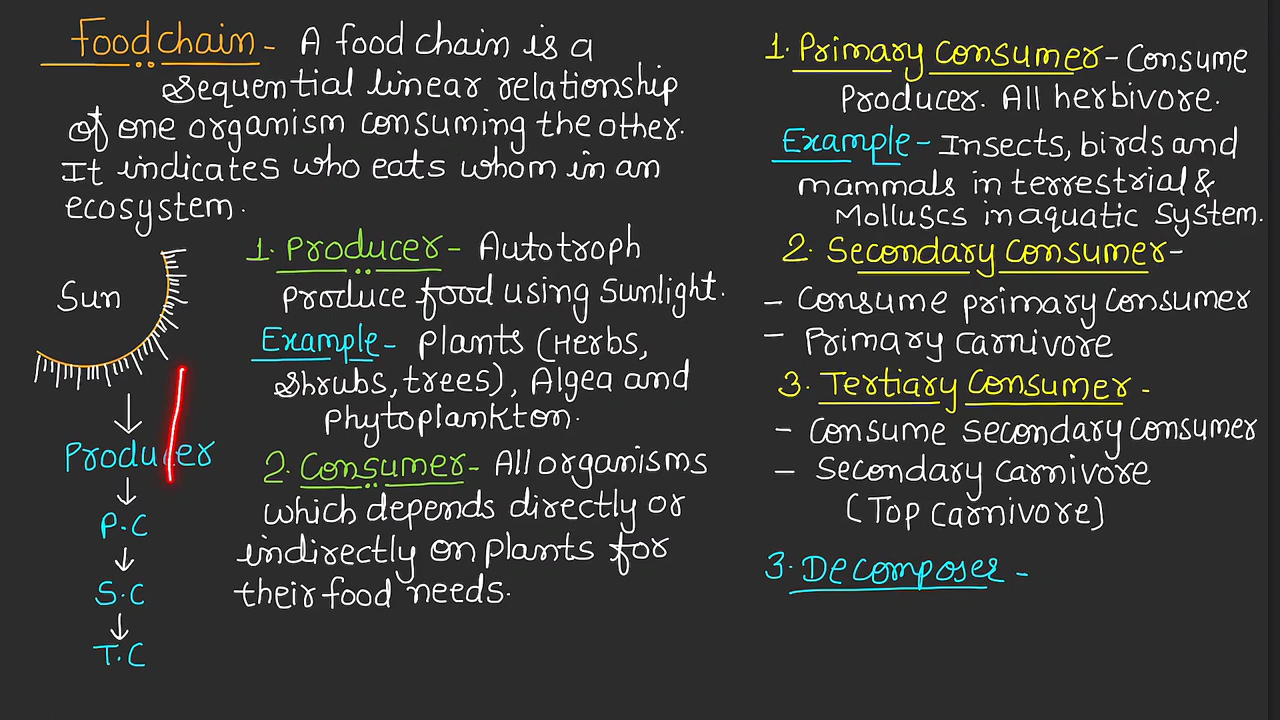 Food chain - A food chain is a
sequential linear relationship
of one organism consuming the other.
It indicates who eats whom in an
ecosystem.
Sun
Producer
P.C
S.C
T.C
1. Producer - Autotroph
produce food using Sunlight.
Example - Plants (Herbs,
Shrubs, trees), Algea and
Phytoplankton.
2. Consumer - All organisms
which depends directly or
indirectly on plants for
their food needs.
1. Primary Consumer - Consume
Producer. All herbivore.
Example - Insects, birds and
mammals in terrestrial &
Molluscs in aquatic System.
2. Secondary Consumer -
- Consume primary consumer
- Primary carnivore
3. Tertiary Consumer -
- Consume secondary consumer
- Secondary carnivore
(Top carnivore)
3. Decomposer -